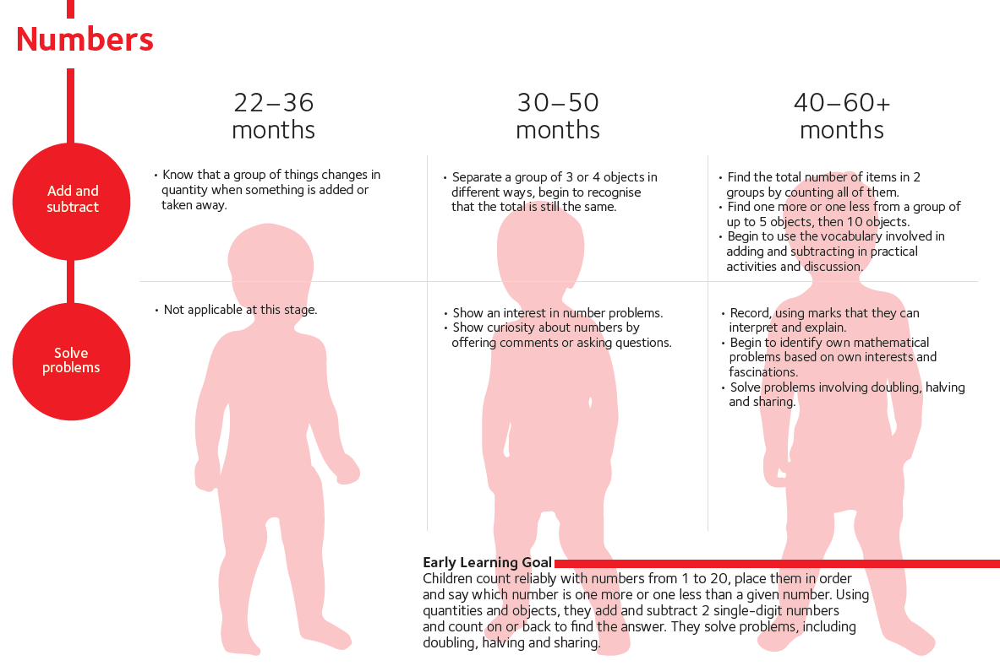 Numbers
22–36
months
30–50
months
40–60+
months
Add and
subtract
• Know that a group of things changes in
quantity when something is added or
taken away.
• Separate a group of 3 or 4 objects in
different ways, begin to recognise
that the total is still the same.
• Find the total number of items in 2
groups by counting all of them.
• Find one more or one less from a group of
up to 5 objects, then 10 objects.
• Begin to use the vocabulary involved in
adding and subtracting in practical
activities and discussion.
Solve
problems
• Not applicable at this stage.
• Show an interest in number problems.
• Show curiosity about numbers by
offering comments or asking questions.
• Record, using marks that they can
interpret and explain.
• Begin to identify own mathematical
problems based on own interests and
fascinations.
• Solve problems involving doubling, halving
and sharing.
Early Learning Goal
Children count reliably with numbers from 1 to 20, place them in order
and say which number is one more or one less than a given number. Using
quantities and objects, they add and subtract 2 single-digit numbers
and count on or back to find the answer. They solve problems, including
doubling, halving and sharing.